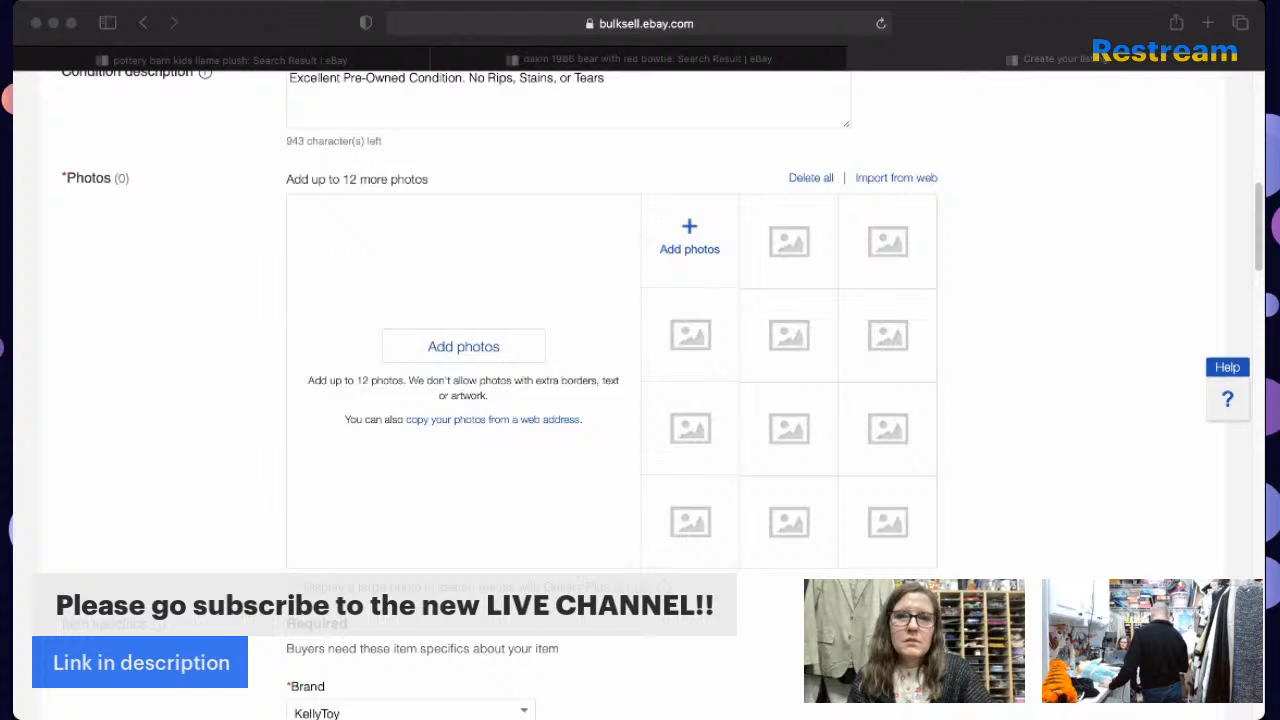 bulksell.ebay.com
Restream
pottery barn kids llama plush: Search Result | eBay
dakin 1986 bear with red bowtie: Search Result | eBay
Create your listing
Condition description
Excellent Pre-Owned Condition. No Rips, Stains, or Tears
943 character(s) left
*Photos (0)
Add up to 12 more photos
Delete all | Import from web
+
Add photos
Add photos
Add up to 12 photos. We don't allow photos with extra borders, text
or artwork.
You can also copy your photos from a web address.
Help
?
Please go subscribe to the new LIVE CHANNEL!!
Item specifics
Required
Link in description
Buyers need these item specifics about your item
*Brand
KellyToy